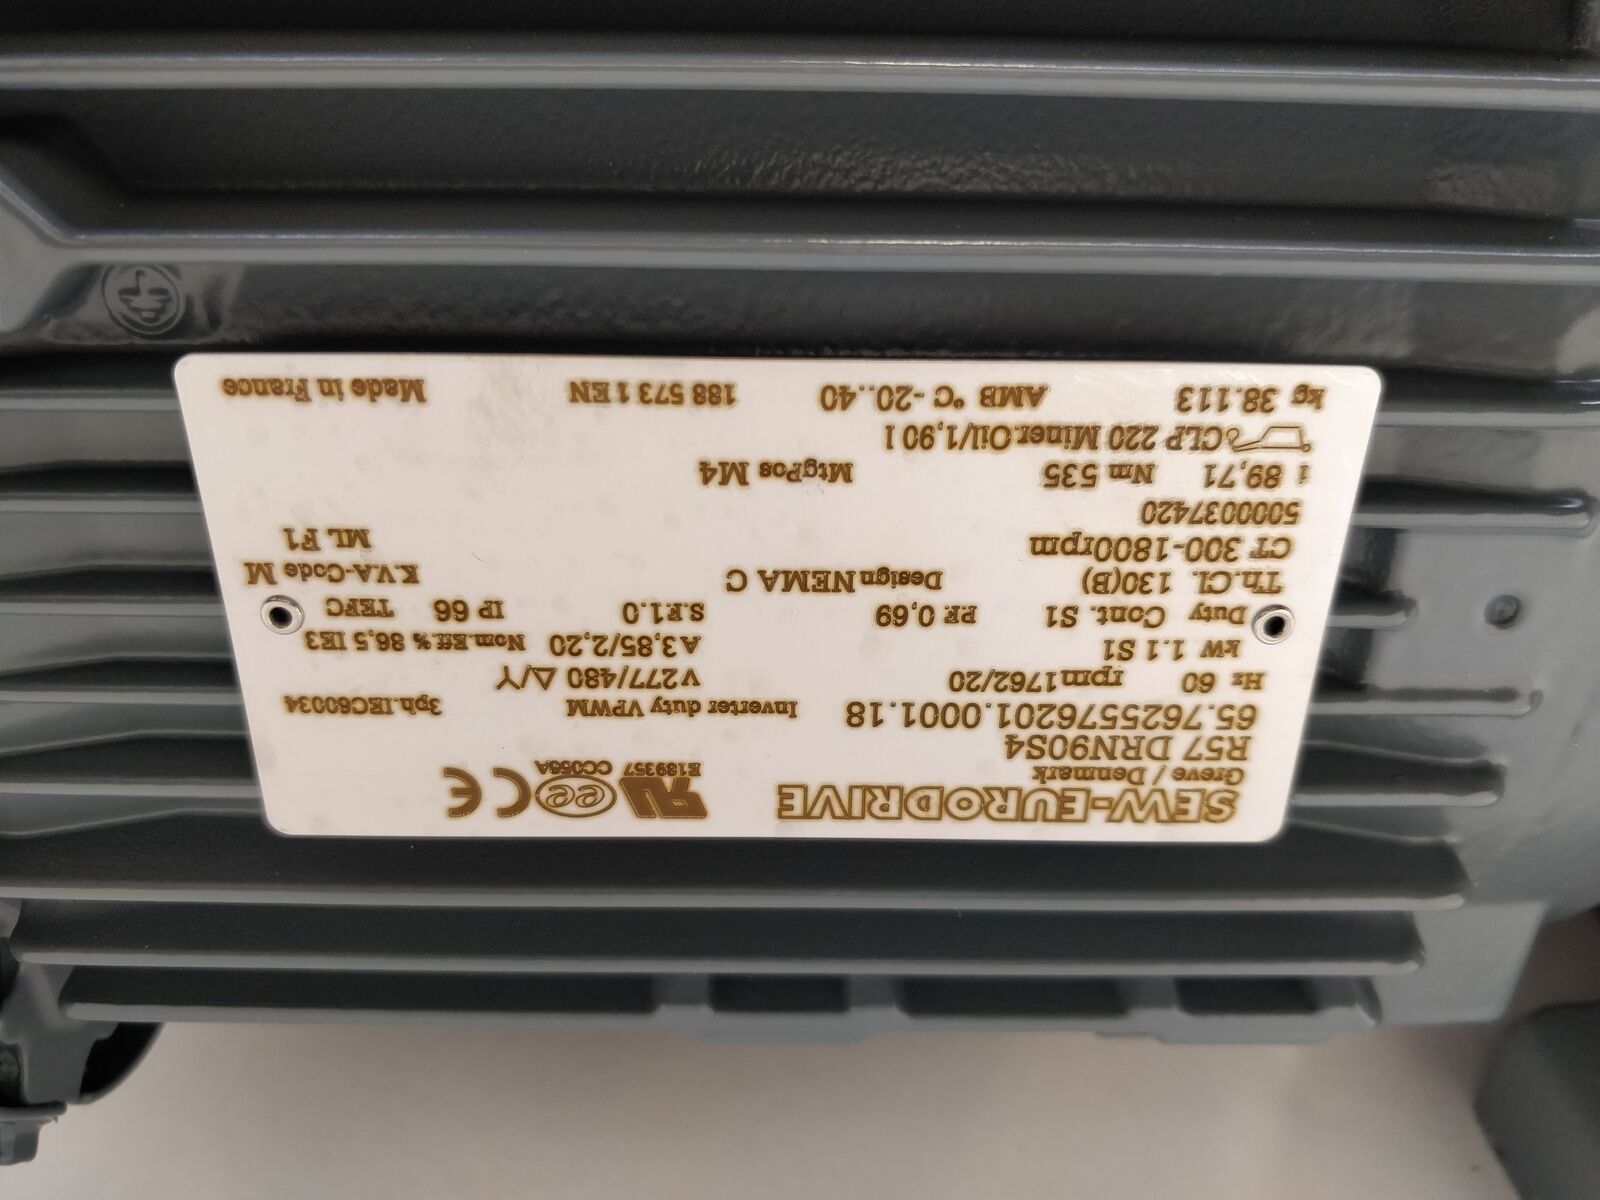 SEW-EURODRIVE
Greve / Denmark
E189357 CC056A
CE
R57 DRN90S4
65.7625576201.0001.18 Inverter duty VPWM 3ph.IEC60034
Hz 60 rpm 1762/20 V 277/480 △/Y
kW 1.1 S1 A 3,85/2,20 Nom.Eff.% 86,5 IE3
Duty Cont. S1 P.F. 0,69 S.F.1.0 IP 66 TEFC
Th.Cl. 130(B) Design NEMA C K.V.A-Code M
CT 300-1800rpm ML F1
5000037420
i 89,71 Nm 535 MtgPos M4
CLP 220 Miner.Oil/1,90 l
kg 38.113 AMB °C -20..40 188 573 1 EN Made in France